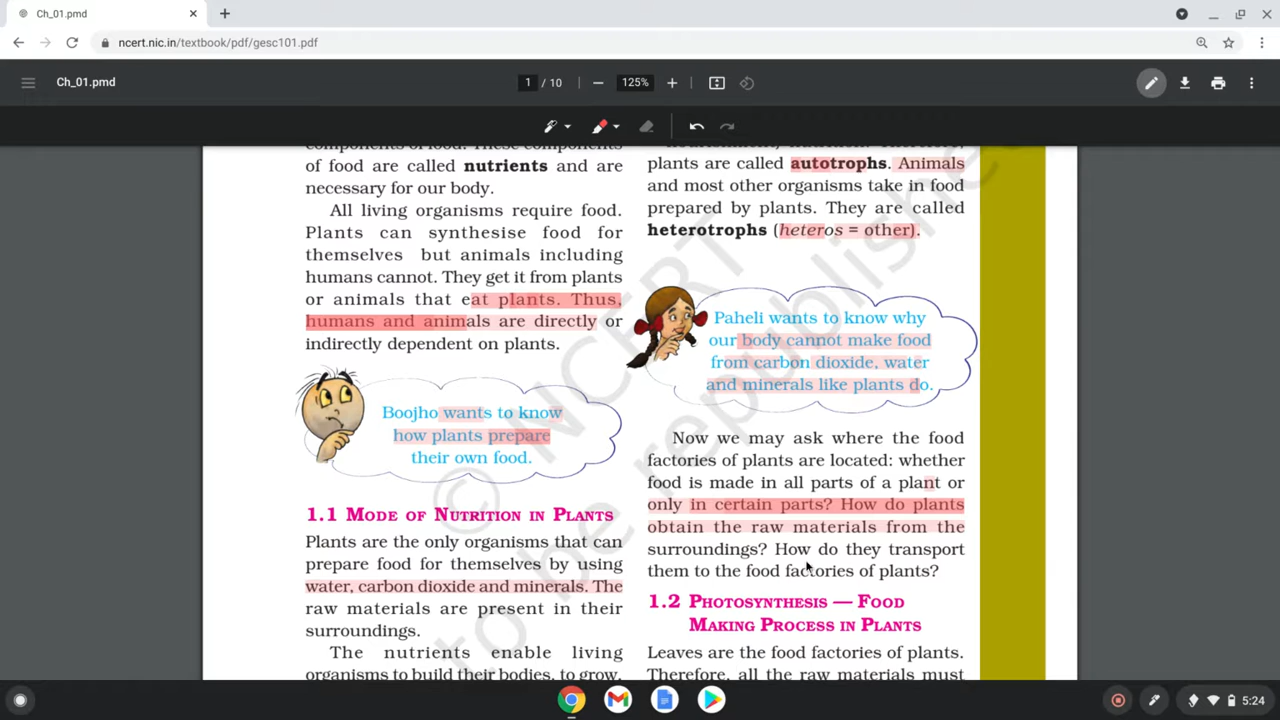 Ch_01.pmd
ncert.nic.in/textbook/pdf/gesc101.pdf
Ch_01.pmd
1 / 10
125%
components of food. These components
of food are called nutrients and are
necessary for our body.
All living organisms require food.
Plants can synthesise food for
themselves but animals including
humans cannot. They get it from plants
or animals that eat plants. Thus,
humans and animals are directly or
indirectly dependent on plants.
Boojho wants to know
how plants prepare
their own food.
1.1 MODE OF NUTRITION IN PLANTS
Plants are the only organisms that can
prepare food for themselves by using
water, carbon dioxide and minerals. The
raw materials are present in their
surroundings.
The nutrients enable living
organisms to build their bodies, to grow,
plants are called autotrophs. Animals
and most other organisms take in food
prepared by plants. They are called
heterotrophs (heteros = other).
Paheli wants to know why
our body cannot make food
from carbon dioxide, water
and minerals like plants do.
Now we may ask where the food
factories of plants are located: whether
food is made in all parts of a plant or
only in certain parts? How do plants
obtain the raw materials from the
surroundings? How do they transport
them to the food factories of plants?
1.2 PHOTOSYNTHESIS — FOOD
MAKING PROCESS IN PLANTS
Leaves are the food factories of plants.
Therefore, all the raw materials must
© NCERT
to be republishe
5:24